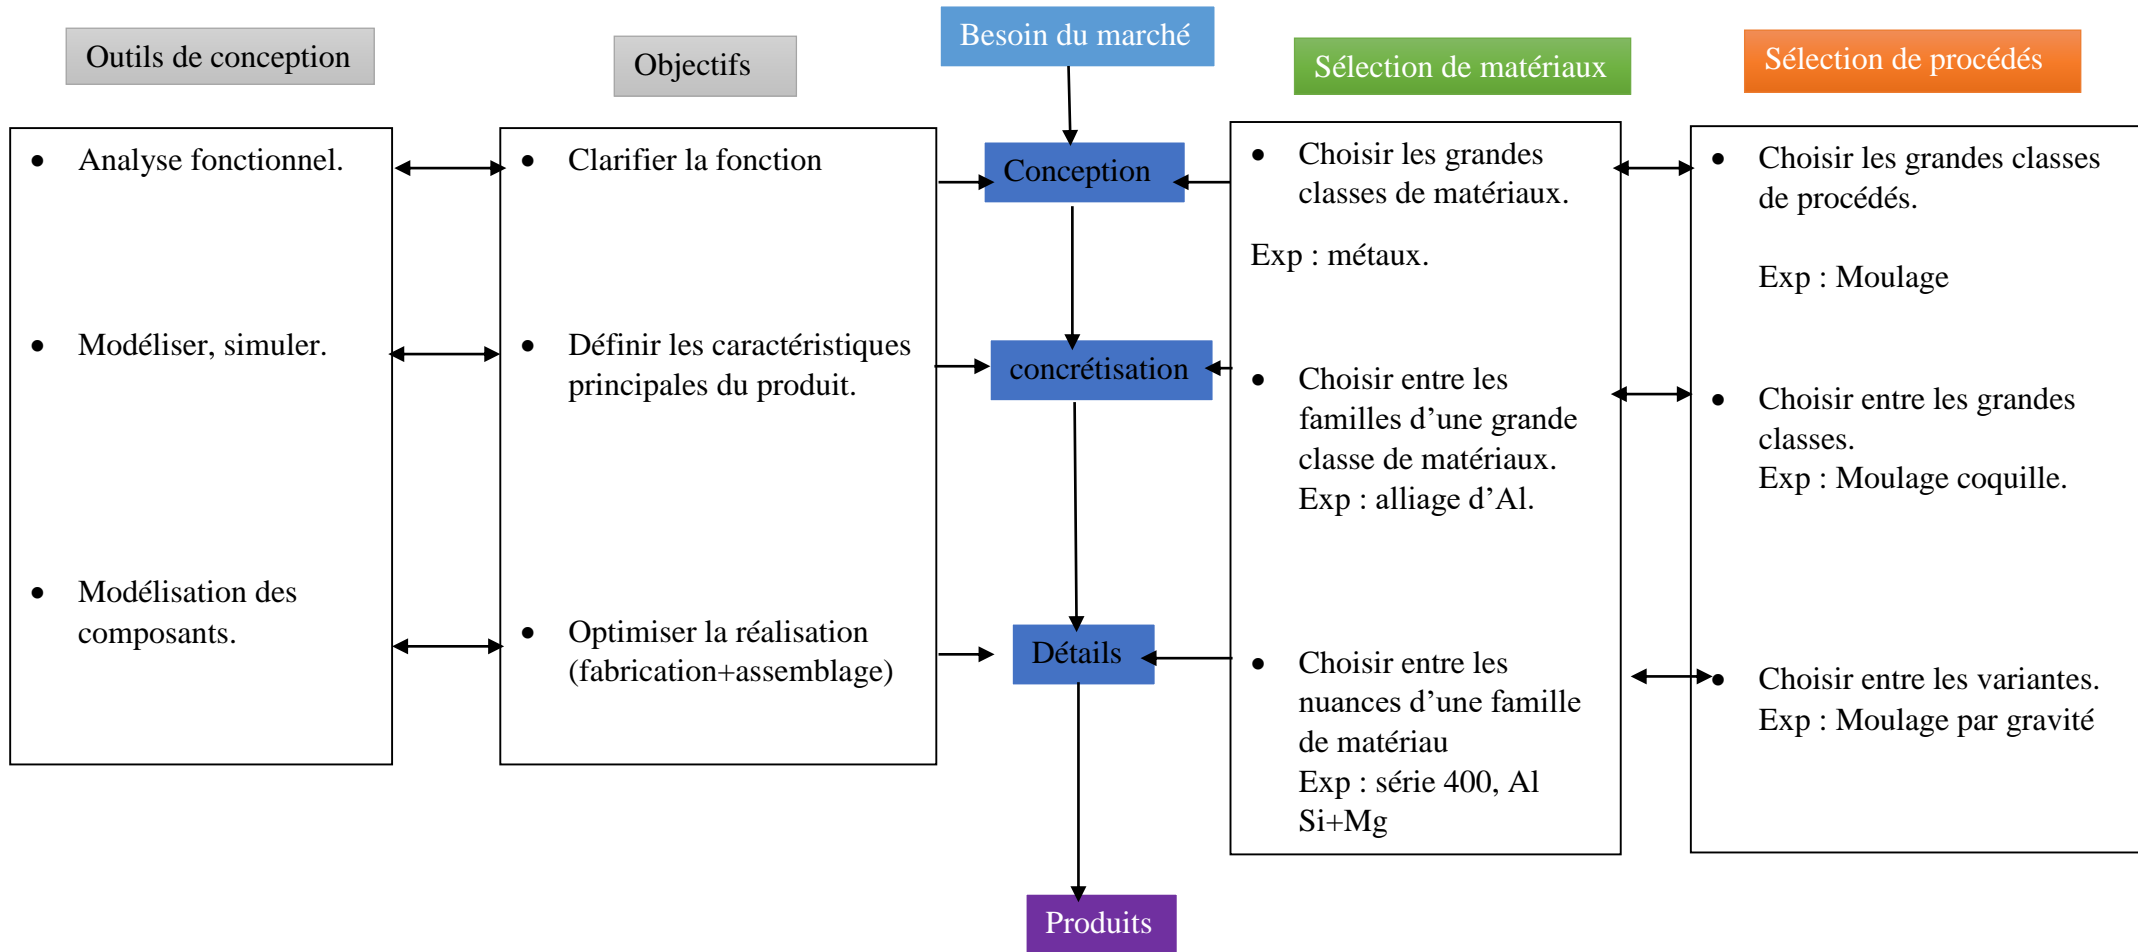 Outils de conception
Objectifs
Besoin du marché
Sélection de matériaux
Sélection de procédés
• Analyse fonctionnel.
• Modéliser, simuler.
• Modélisation des
composants.
• Clarifier la fonction
• Définir les caractéristiques
principales du produit.
• Optimiser la réalisation
(fabrication+assemblage)
Conception
concrétisation
Détails
Produits
• Choisir les grandes
classes de matériaux.
Exp : métaux.
• Choisir entre les
familles d’une grande
classe de matériaux.
Exp : alliage d’Al.
• Choisir entre les
nuances d’une famille
de matériau
Exp : série 400, Al
Si+Mg
• Choisir les grandes classes
de procédés.
Exp : Moulage
• Choisir entre les grandes
classes.
Exp : Moulage coquille.
• Choisir entre les variantes.
Exp : Moulage par gravité